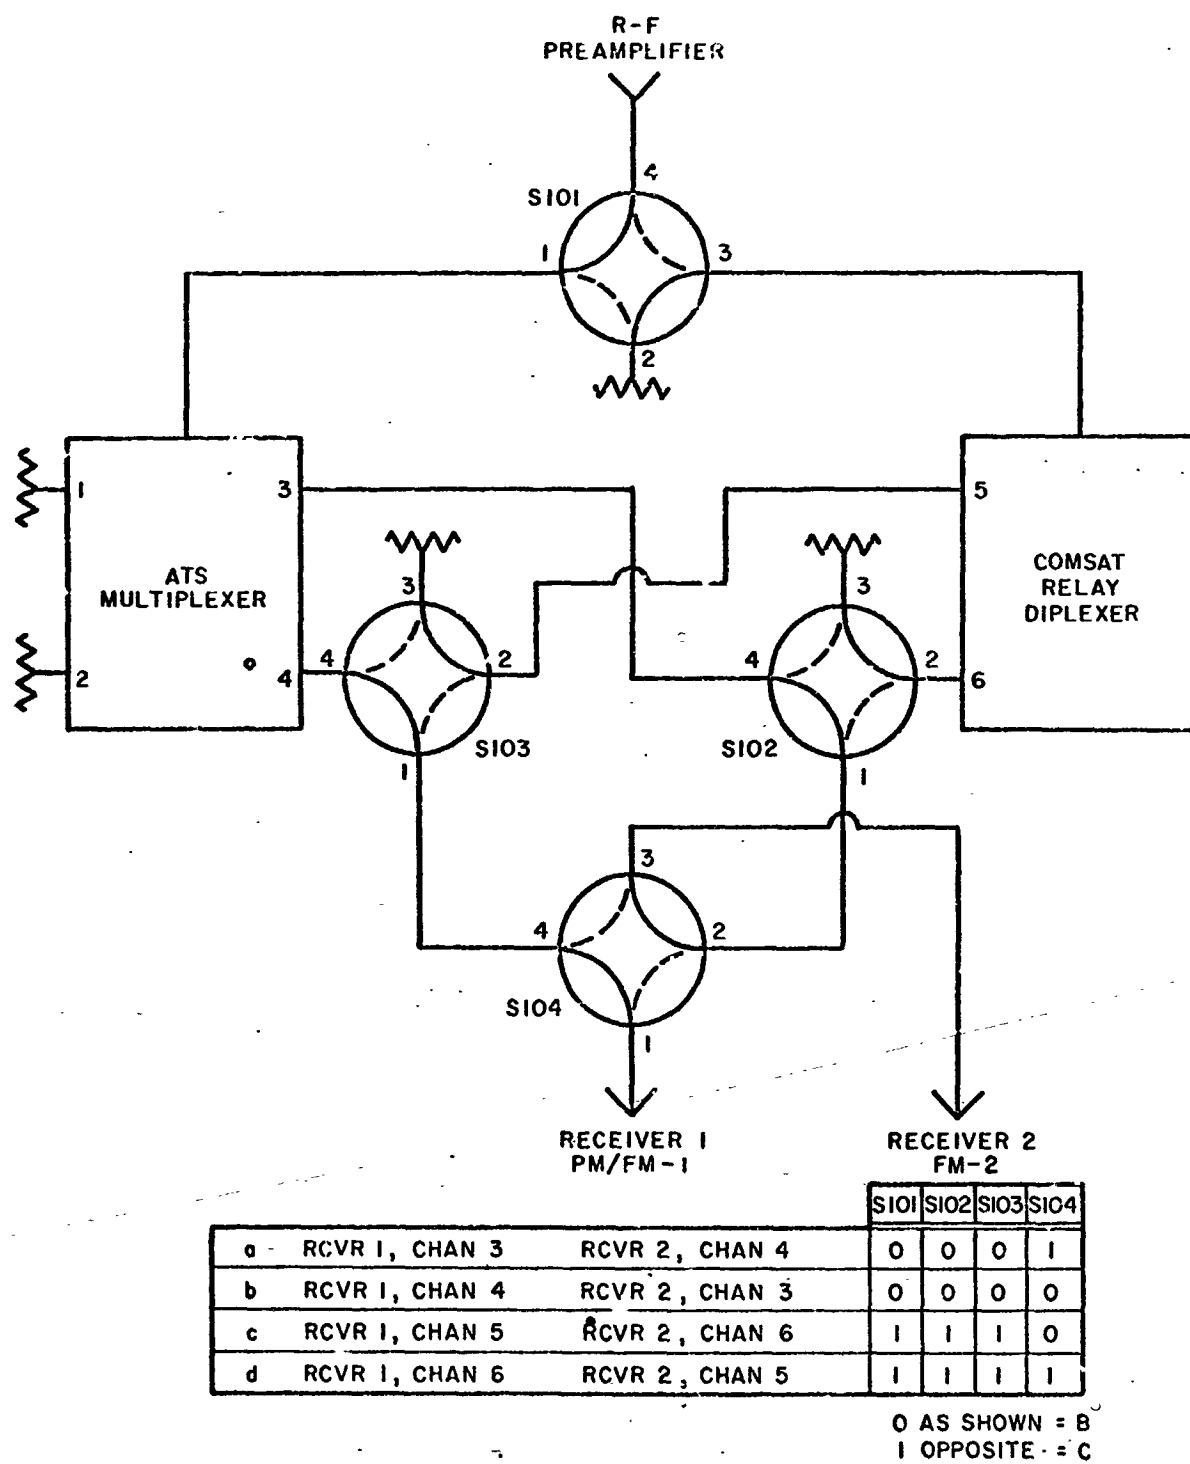 R-F
PREAMPLIFIER
4
S101
1
3
2
1
3
5
ATS
MULTIPLEXER
COMSAT
RELAY
DIPLEXER
3
3
4
4
2
4
2
6
2
S103
S102
1
1
3
4
2
S104
1
RECEIVER 1
PM/FM-1
RECEIVER 2
FM-2
S101 S102 S103 S104
a - RCVR 1, CHAN 3 RCVR 2, CHAN 4 0 0 0 1
b RCVR 1, CHAN 4 RCVR 2, CHAN 3 0 0 0 0
c RCVR 1, CHAN 5 RCVR 2, CHAN 6 1 1 1 0
d RCVR 1, CHAN 6 RCVR 2, CHAN 5 1 1 1 1
0 AS SHOWN = B
1 OPPOSITE = C